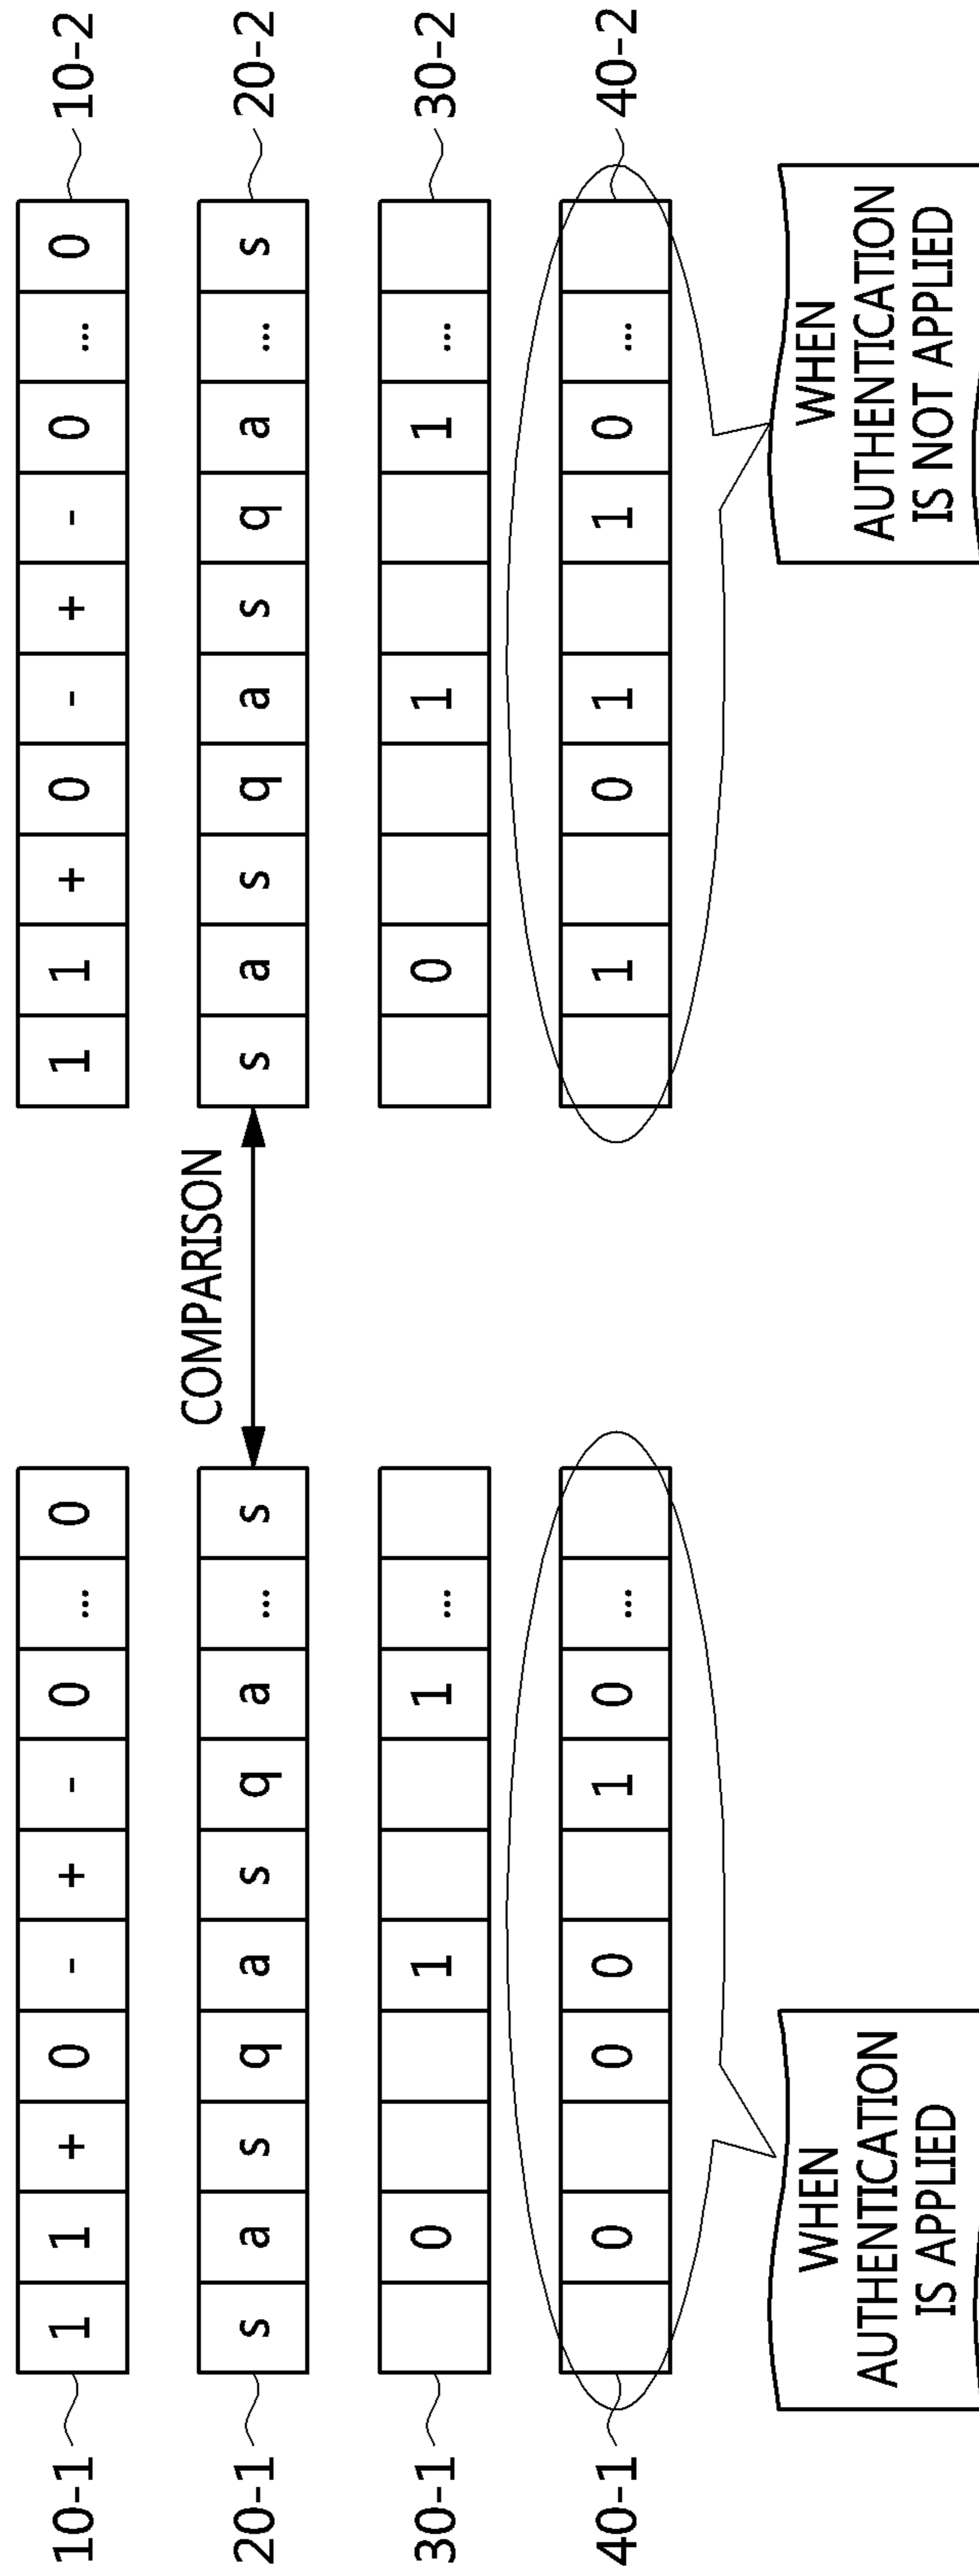 10-1 1 1 + 0 - + - 0 ... 0 1 1 + 0 - + - 0 ... 0 10-2
COMPARISON
20-1 s a s q a s q a ... s s a s q a s q a ... s 20-2
30-1 0 1 1 ... 0 1 1 ... 30-2
40-1 0 0 0 1 0 ... 1 0 1 1 0 ... 40-2
WHEN
AUTHENTICATION
IS APPLIED
WHEN
AUTHENTICATION
IS NOT APPLIED